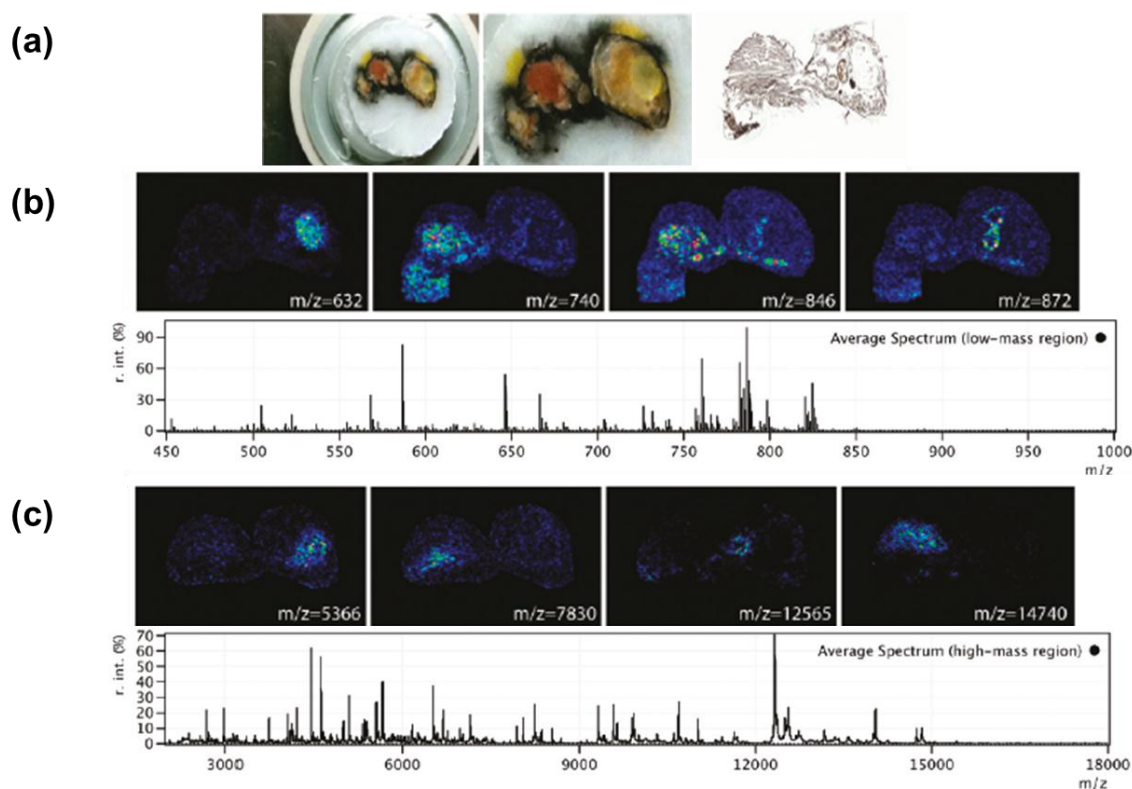 (a)
(b)
m/z=632
m/z=740
m/z=846
m/z=872
r. int. (%)
90
60
30
0
Average Spectrum (low-mass region)
450 500 550 600 650 700 750 800 850 900 950 1000
m/z
(c)
m/z=5366
m/z=7830
m/z=12565
m/z=14740
r. int. (%)
70
60
50
40
30
20
10
0
Average Spectrum (high-mass region)
3000 6000 9000 12000 15000 18000
m/z